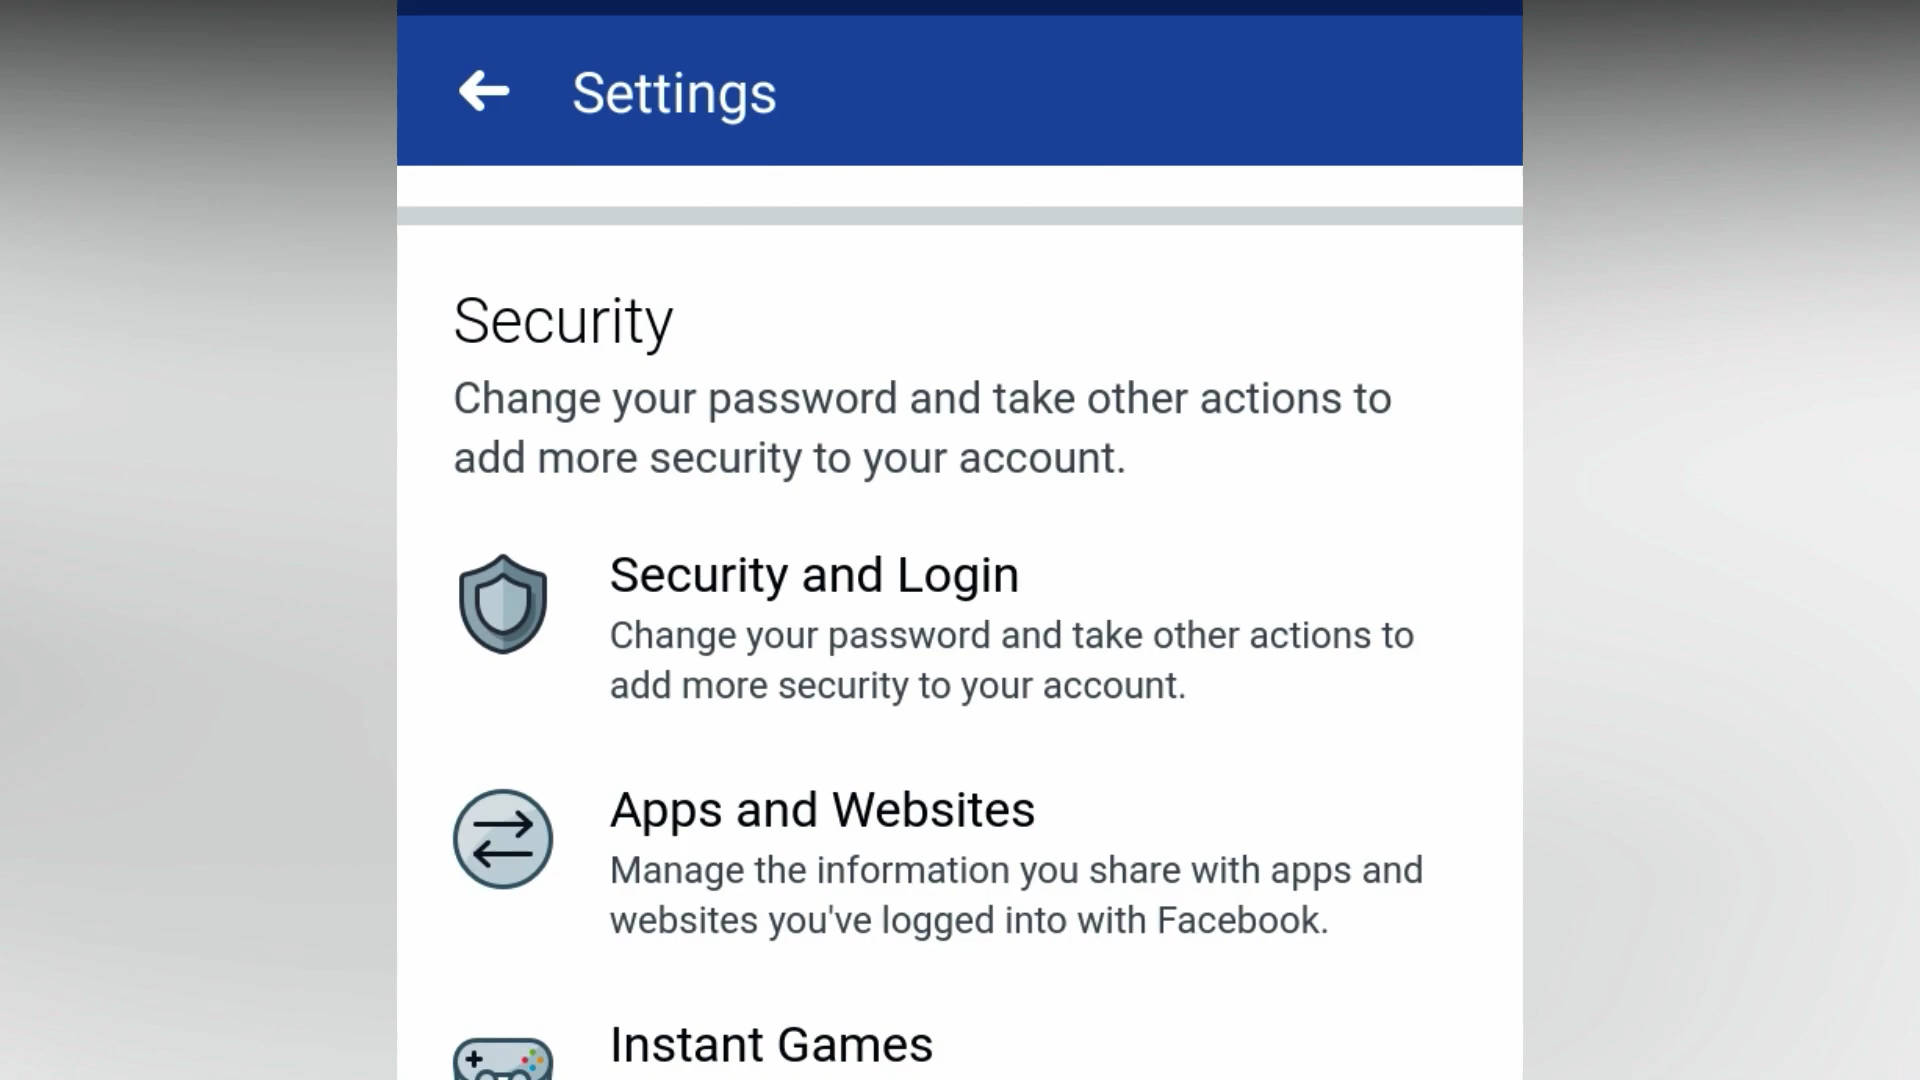 Settings
Security
Change your password and take other actions to
add more security to your account.
Security and Login
Change your password and take other actions to
add more security to your account.
Apps and Websites
Manage the information you share with apps and
websites you've logged into with Facebook.
Instant Games